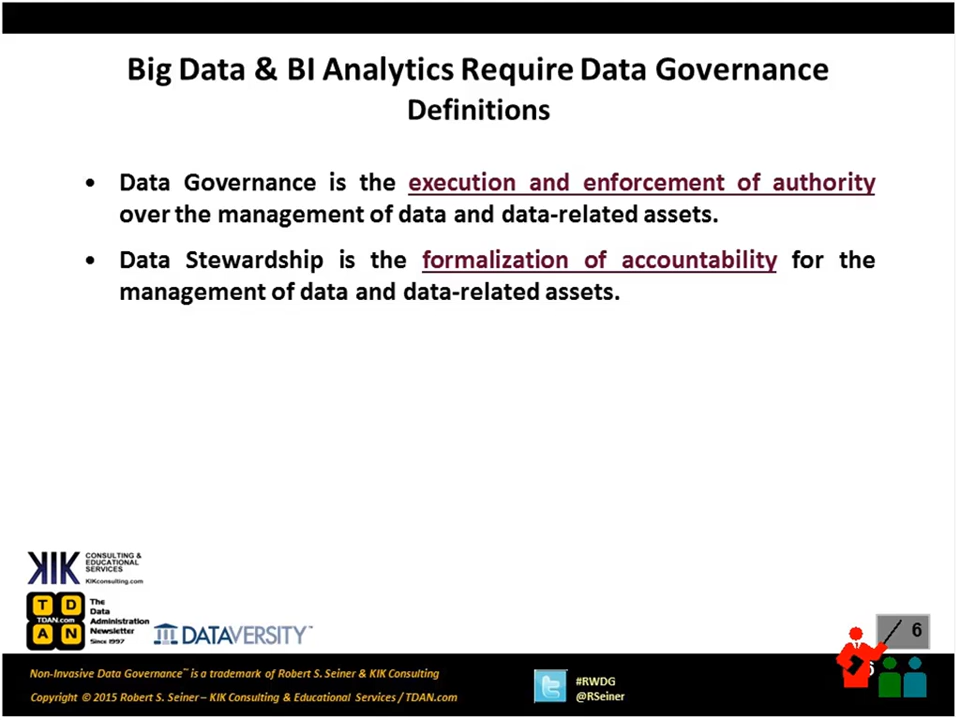 Big Data & BI Analytics Require Data Governance
Definitions
• Data Governance is the execution and enforcement of authority
over the management of data and data-related assets.
• Data Stewardship is the formalization of accountability for the
management of data and data-related assets.
KIK CONSULTING &
EDUCATIONAL
SERVICES
KIKconsulting.com
T D
TDAN.com
A N
The
Data
Administration
Newsletter
Since 1997
DATAVERSITY™
6
6
Non-Invasive Data Governance™ is a trademark of Robert S. Seiner & KIK Consulting
Copyright © 2015 Robert S. Seiner – KIK Consulting & Educational Services / TDAN.com
#RWDG
@RSeiner